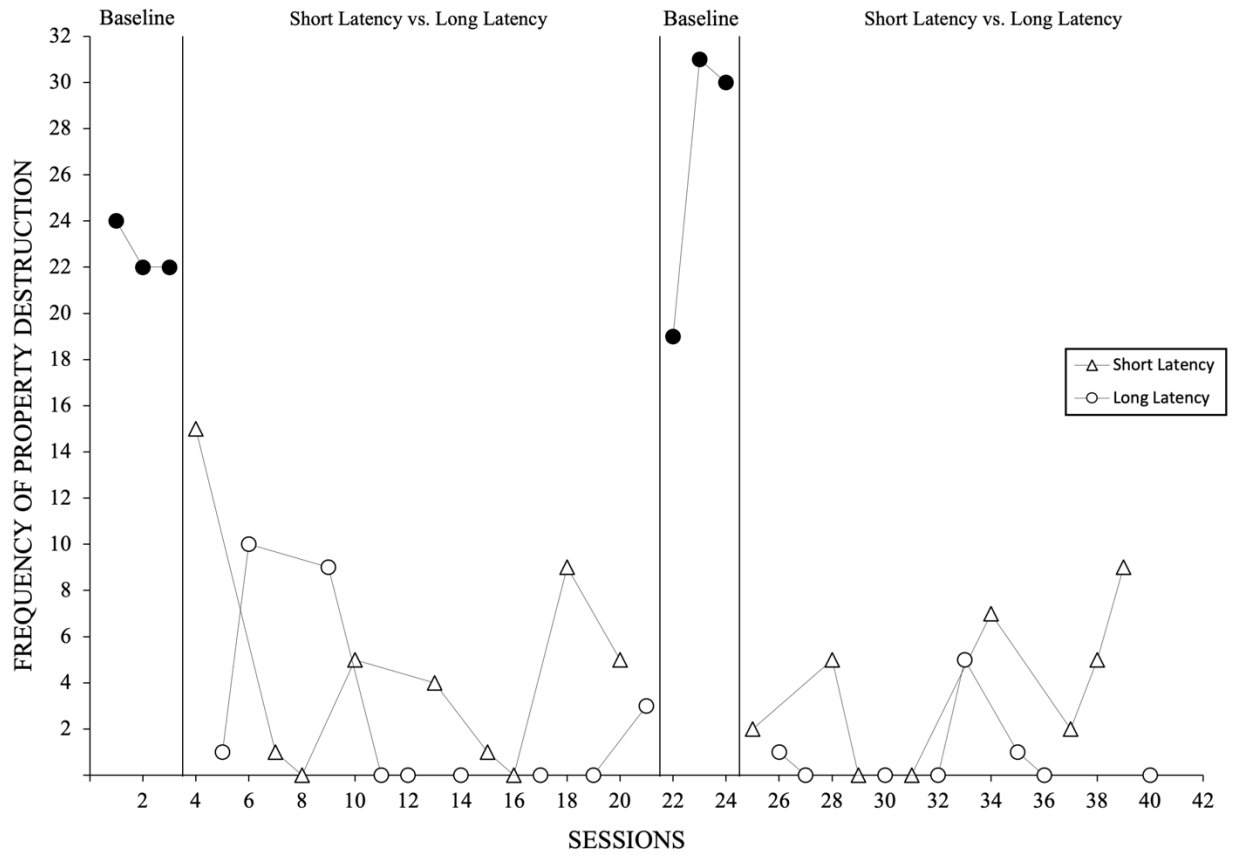 Baseline
Short Latency vs. Long Latency
Baseline
Short Latency vs. Long Latency
FREQUENCY OF PROPERTY DESTRUCTION
32
30
28
26
24
22
20
18
16
14
12
10
8
6
4
2
Short Latency
Long Latency
2 4 6 8 10 12 14 16 18 20 22 24 26 28 30 32 34 36 38 40 42
SESSIONS